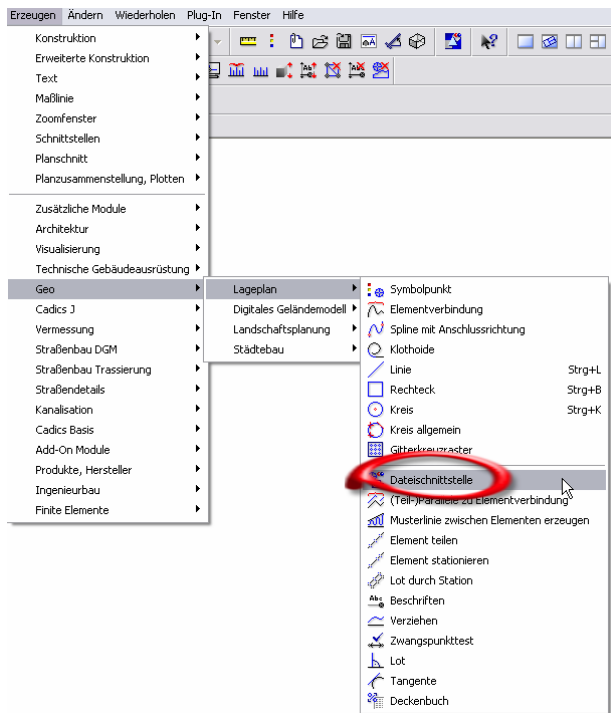 Erzeugen Ändern Wiederholen Plug-In Fenster Hilfe
Konstruktion
Erweiterte Konstruktion
Text
Maßlinie
Zoomfenster
Schnittstellen
Planschnitt
Planzusammenstellung, Plotten
Zusätzliche Module
Architektur
Visualisierung
Technische Gebäudeausrüstung
Geo
Cadics J
Vermessung
Straßenbau DGM
Straßenbau Trassierung
Straßendetails
Kanalisation
Cadics Basis
Add-On Module
Produkte, Hersteller
Ingenieurbau
Finite Elemente
Lageplan
Digitales Geländemodell
Landschaftsplanung
Städtebau
Symbolpunkt
Elementverbindung
Spline mit Anschlussrichtung
Klothoide
Linie Strg+L
Rechteck Strg+B
Kreis Strg+K
Kreis allgemein
Gitterkreuzraster
Dateischnittstelle
(Teil-)Parallele zu Elementverbindung
Musterlinie zwischen Elementen erzeugen
Element teilen
Element stationieren
Lot durch Station
Beschriften
Verziehen
Zwangspunkttest
Lot
Tangente
Deckenbuch